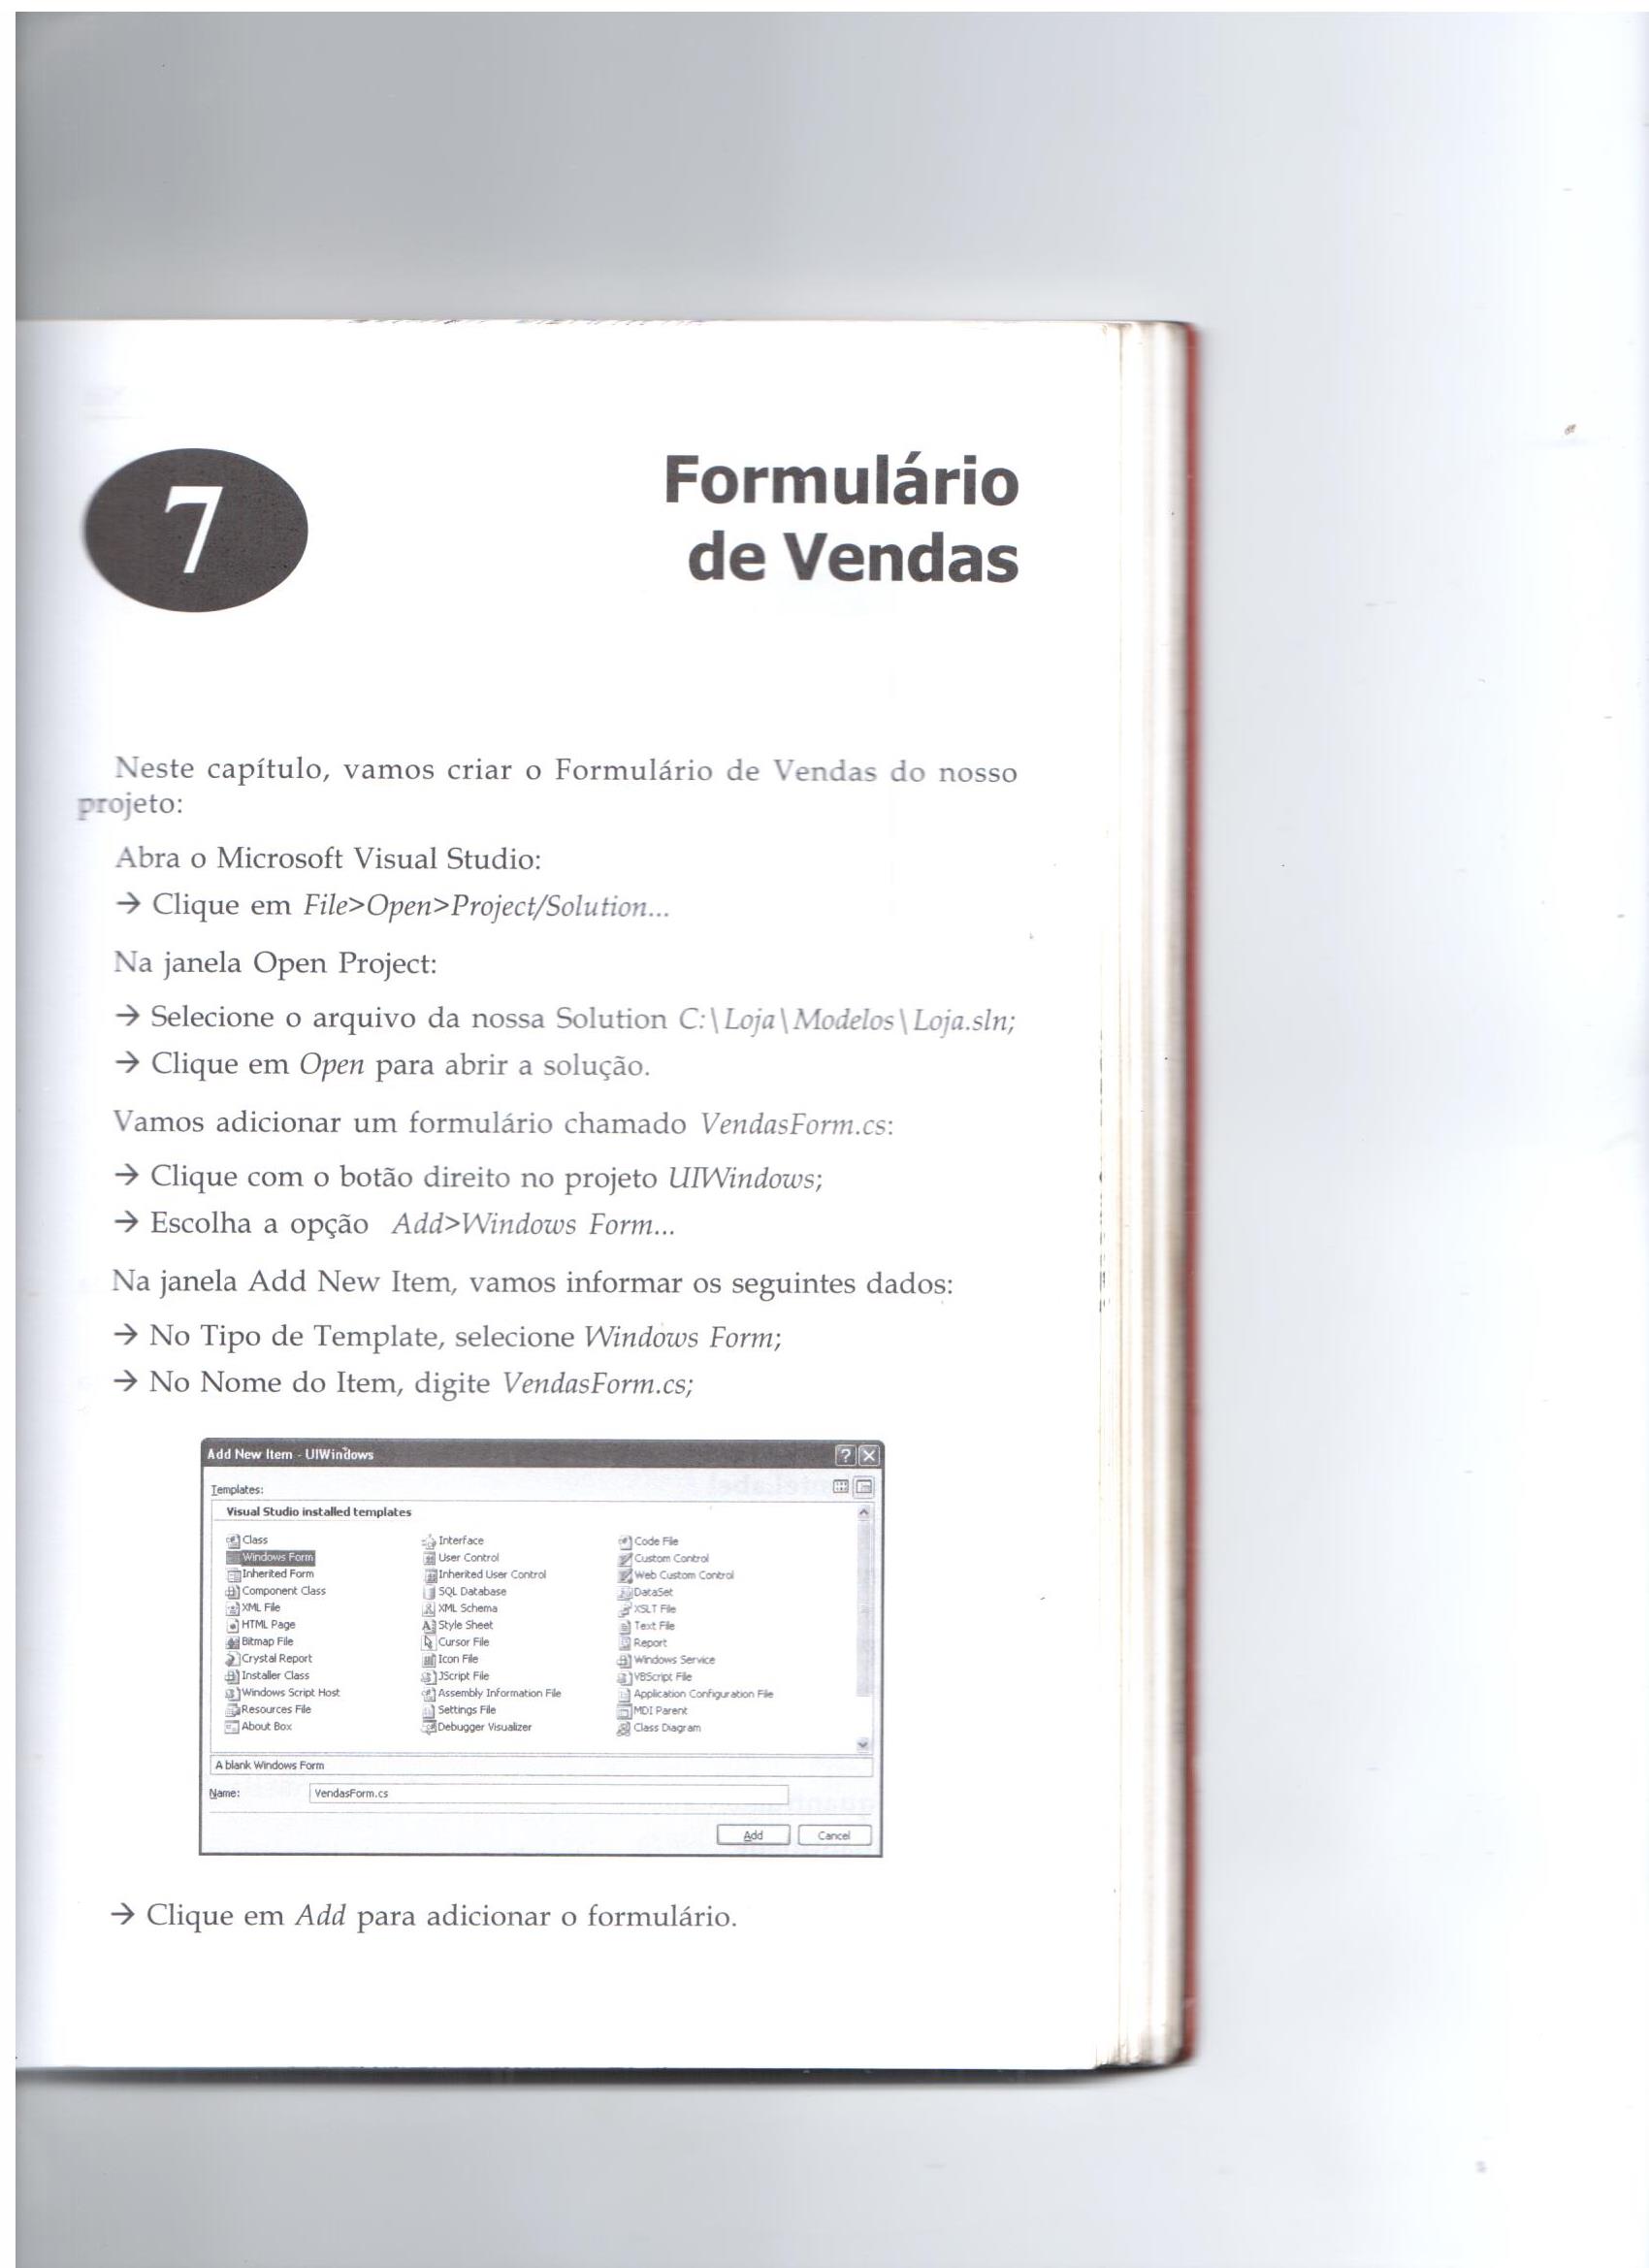 7
Formulário
de Vendas
Neste capítulo, vamos criar o Formulário de Vendas do nosso
projeto:
Abra o Microsoft Visual Studio:
→ Clique em File>Open>Project/Solution...
Na janela Open Project:
→ Selecione o arquivo da nossa Solution C:\Loja\Modelos\Loja.sln;
→ Clique em Open para abrir a solução.
Vamos adicionar um formulário chamado VendasForm.cs:
→ Clique com o botão direito no projeto UIWindows;
→ Escolha a opção Add>Windows Form...
Na janela Add New Item, vamos informar os seguintes dados:
→ No Tipo de Template, selecione Windows Form;
→ No Nome do Item, digite VendasForm.cs;
Add New Item - UIWindows
Templates:
Visual Studio installed templates
Class Interface Code File
Windows Form User Control Custom Control
Inherited Form Inherited User Control Web Custom Control
Component Class SQL Database DataSet
XML File XML Schema XSLT File
HTML Page Style Sheet Text File
Bitmap File Cursor File Report
Crystal Report Icon File Windows Service
Installer Class JScript File VBScript File
Windows Script Host Assembly Information File Application Configuration File
Resources File Settings File MDI Parent
About Box Debugger Visualizer Class Diagram
A blank Windows Form
Name: VendasForm.cs
Add Cancel
→ Clique em Add para adicionar o formulário.